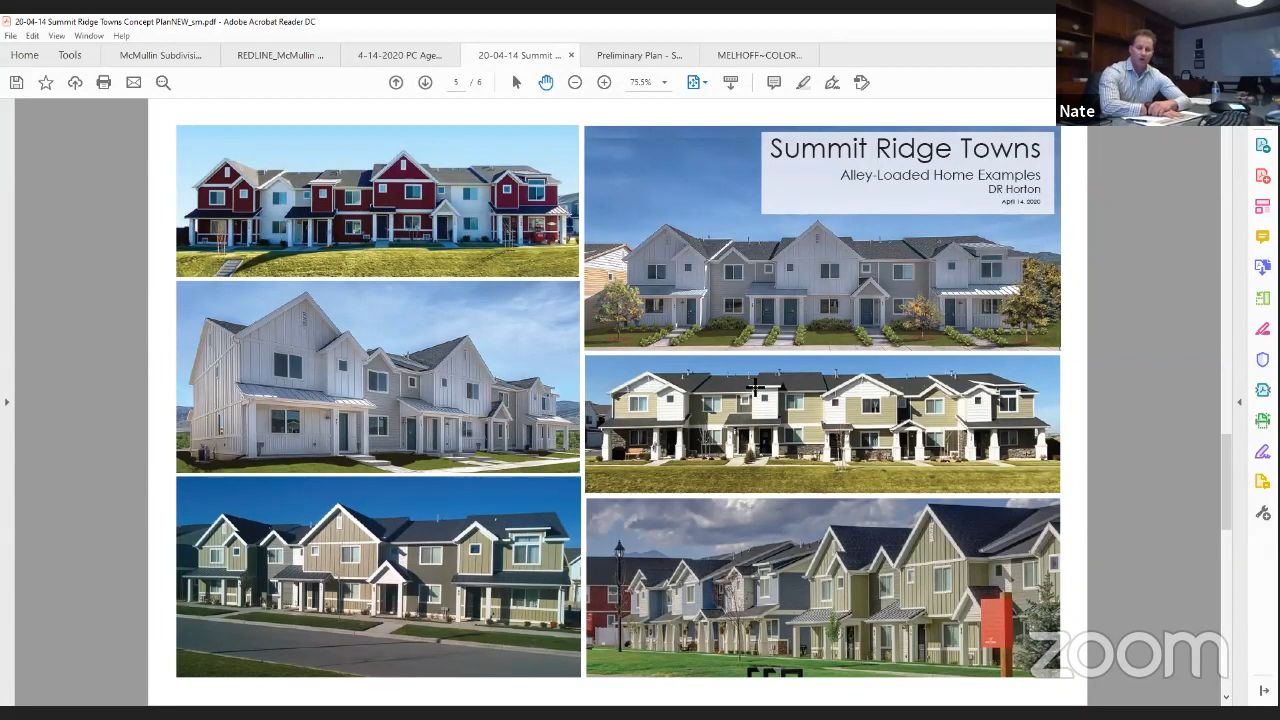 20-04-14 Summit Ridge Towns Concept PlanNEW_sm.pdf - Adobe Acrobat Reader DC
File Edit View Window Help
Home Tools McMullin Subdivisi... REDLINE_McMullin ... 4-14-2020 PC Age... 20-04-14 Summit ... × Preliminary Plan - S... MELHOFF~COLOR...
5 / 6 75.5%
Nate
Summit Ridge Towns
Alley-Loaded Home Examples
DR Horton
April 14, 2020
zoom